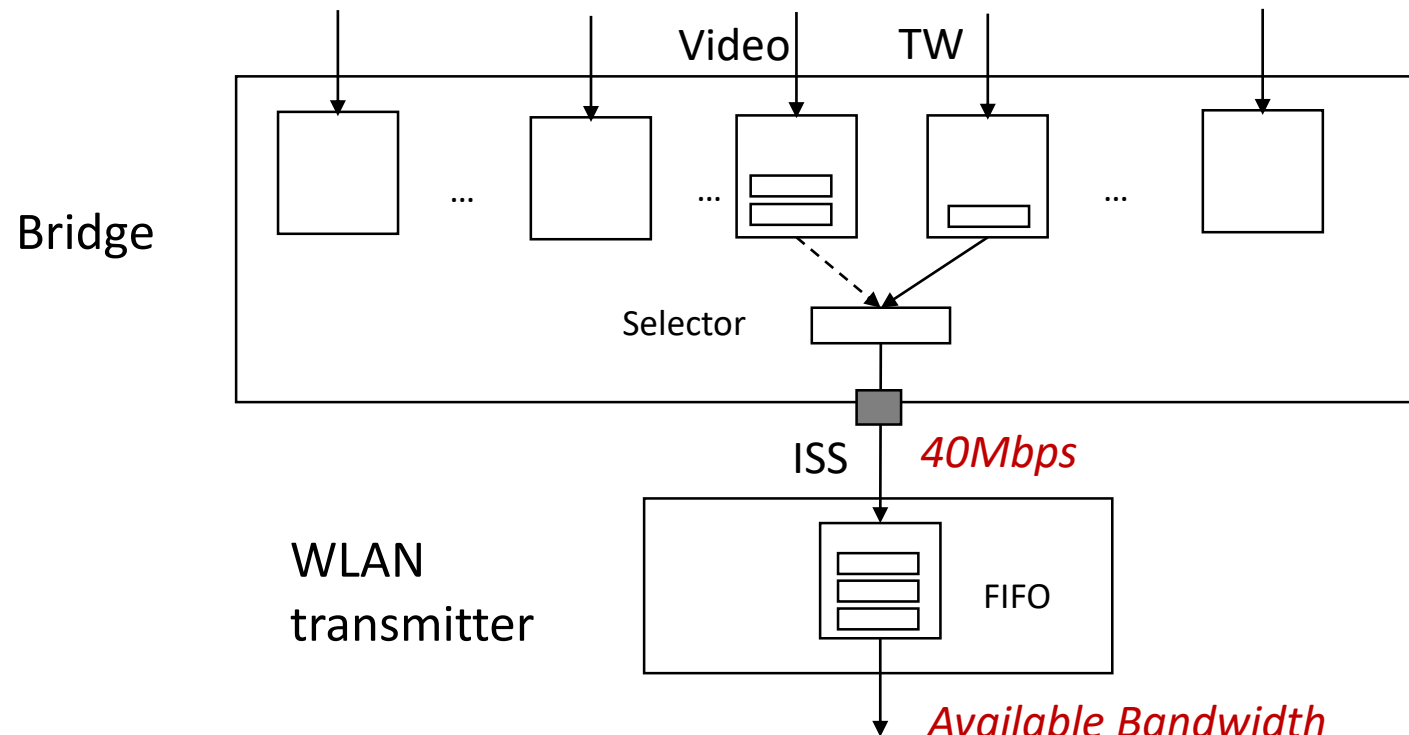 Video
TW
...
...
...
Bridge
Selector
ISS
40Mbps
WLAN
transmitter
FIFO
Available Bandwidth